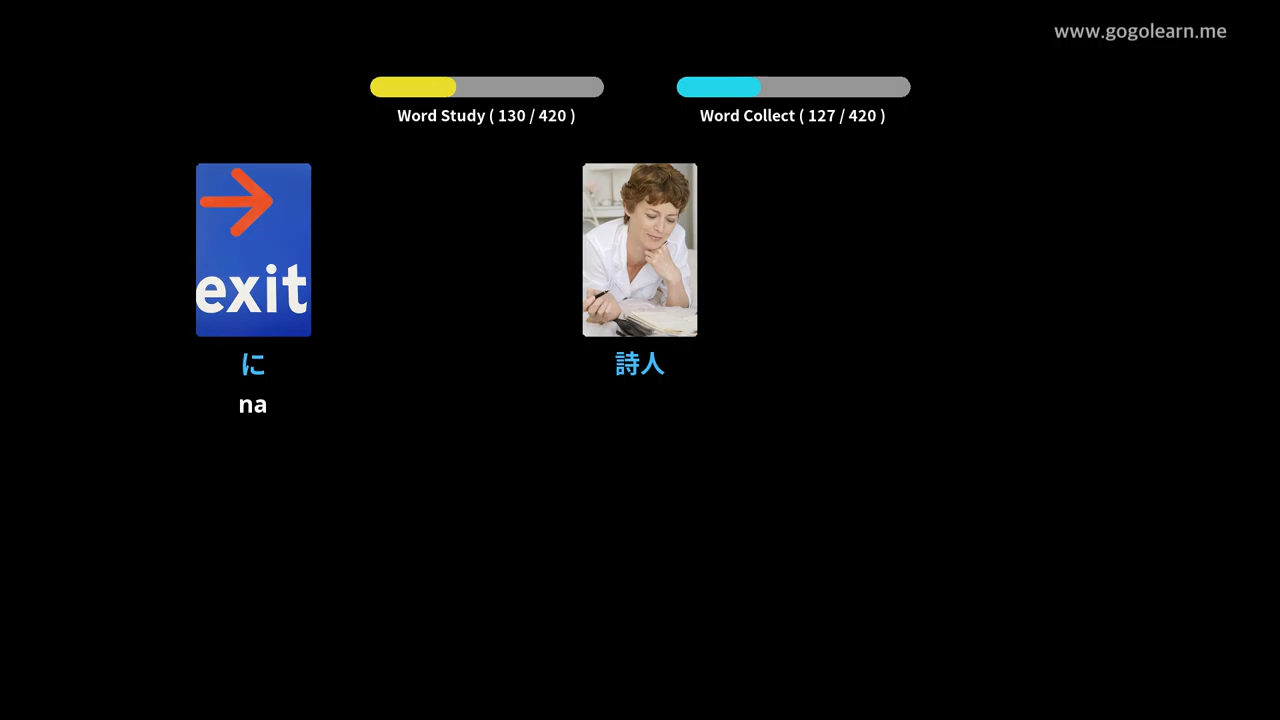 www.gogolearn.me
Word Study ( 130 / 420 )
Word Collect ( 127 / 420 )
exit
に
na
詩人